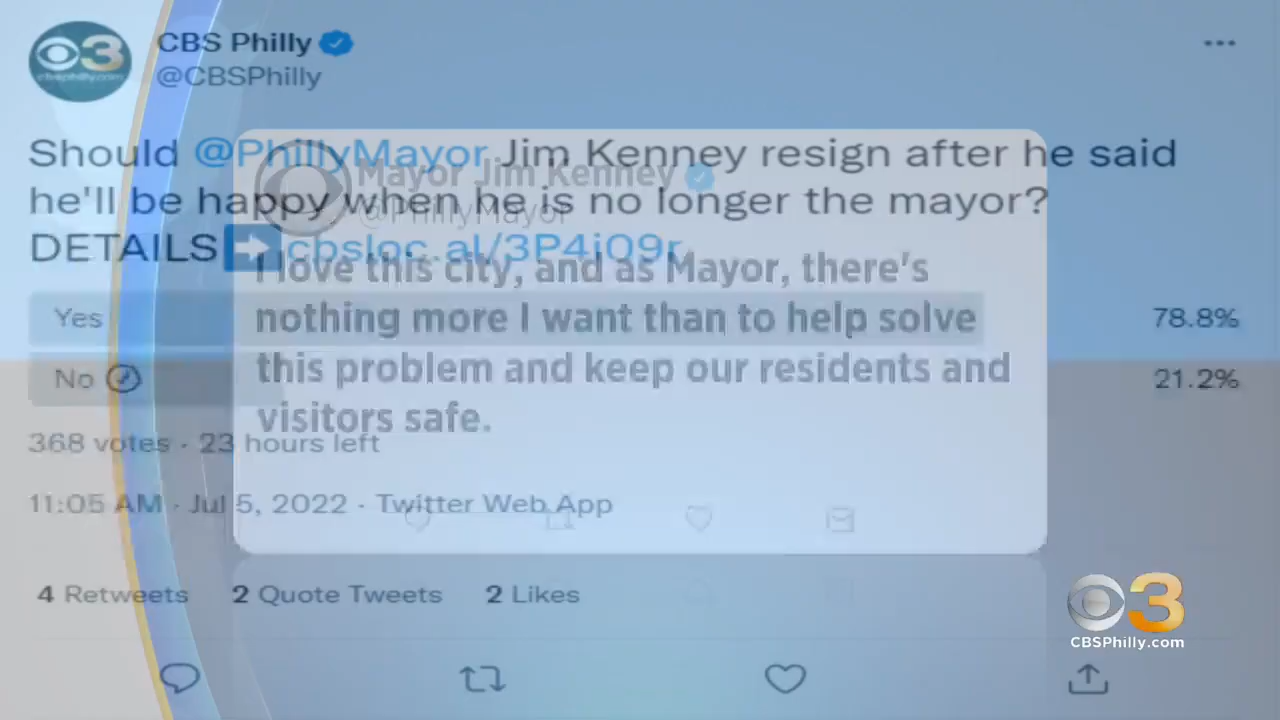 CBS Philly
@CBSPhilly
Should @PhillyMayor Jim Kenney resign after he said
he'll be happy when he is no longer the mayor?
DETAILS ➡ cbsloc.al/3P4iO9r
Yes 78.8%
No 21.2%
368 votes · 23 hours left
11:05 AM · Jul 5, 2022 · Twitter Web App
4 Retweets 2 Quote Tweets 2 Likes
Mayor Jim Kenney
@PhillyMayor
I love this city, and as Mayor, there's
nothing more I want than to help solve
this problem and keep our residents and
visitors safe.
3
CBSPhilly.com